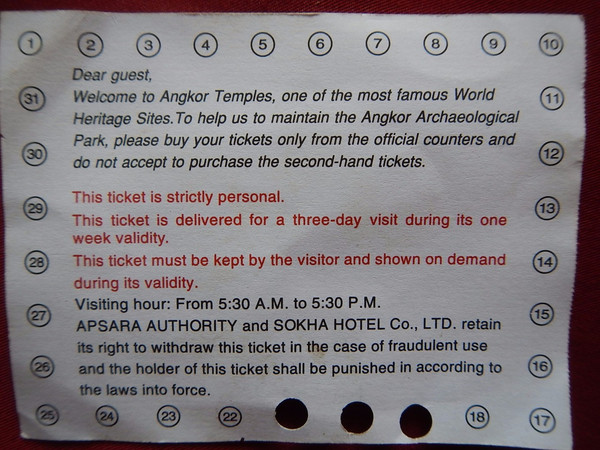 1 2 3 4 5 6 7 8 9 10
Dear guest,
31
Welcome to Angkor Temples, one of the most famous World
11
Heritage Sites.To help us to maintain the Angkor Archaeological
Park, please buy your tickets only from the official counters and
30
12
do not accept to purchase the second-hand tickets.
This ticket is strictly personal.
29
13
This ticket is delivered for a three-day visit during its one
week validity.
28
This ticket must be kept by the visitor and shown on demand
14
during its validity.
Visiting hour: From 5:30 A.M. to 5:30 P.M.
27
15
APSARA AUTHORITY and SOKHA HOTEL Co., LTD. retain
its right to withdraw this ticket in the case of fraudulent use
26
and the holder of this ticket shall be punished in according to
16
the laws into force.
25 24 23 22 18 17